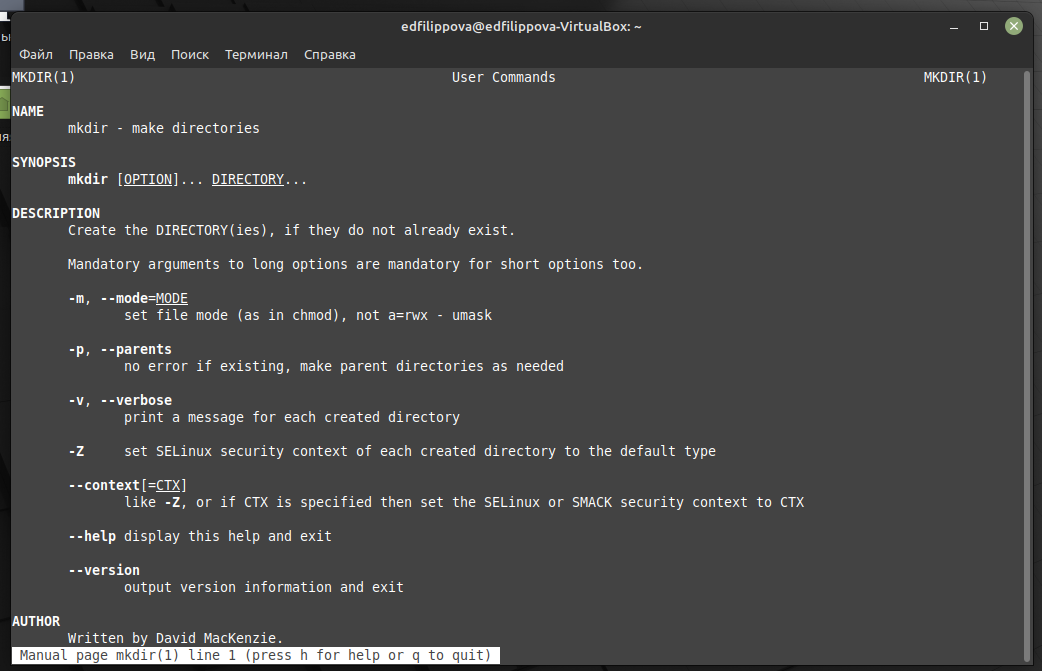 edfilippova@edfilippova-VirtualBox: ~
Файл Правка Вид Поиск Терминал Справка
MKDIR(1) User Commands MKDIR(1)
NAME
mkdir - make directories
SYNOPSIS
mkdir [OPTION]... DIRECTORY...
DESCRIPTION
Create the DIRECTORY(ies), if they do not already exist.
Mandatory arguments to long options are mandatory for short options too.
-m, --mode=MODE
set file mode (as in chmod), not a=rwx - umask
-p, --parents
no error if existing, make parent directories as needed
-v, --verbose
print a message for each created directory
-Z set SELinux security context of each created directory to the default type
--context[=CTX]
like -Z, or if CTX is specified then set the SELinux or SMACK security context to CTX
--help display this help and exit
--version
output version information and exit
AUTHOR
Written by David MacKenzie.
Manual page mkdir(1) line 1 (press h for help or q to quit)